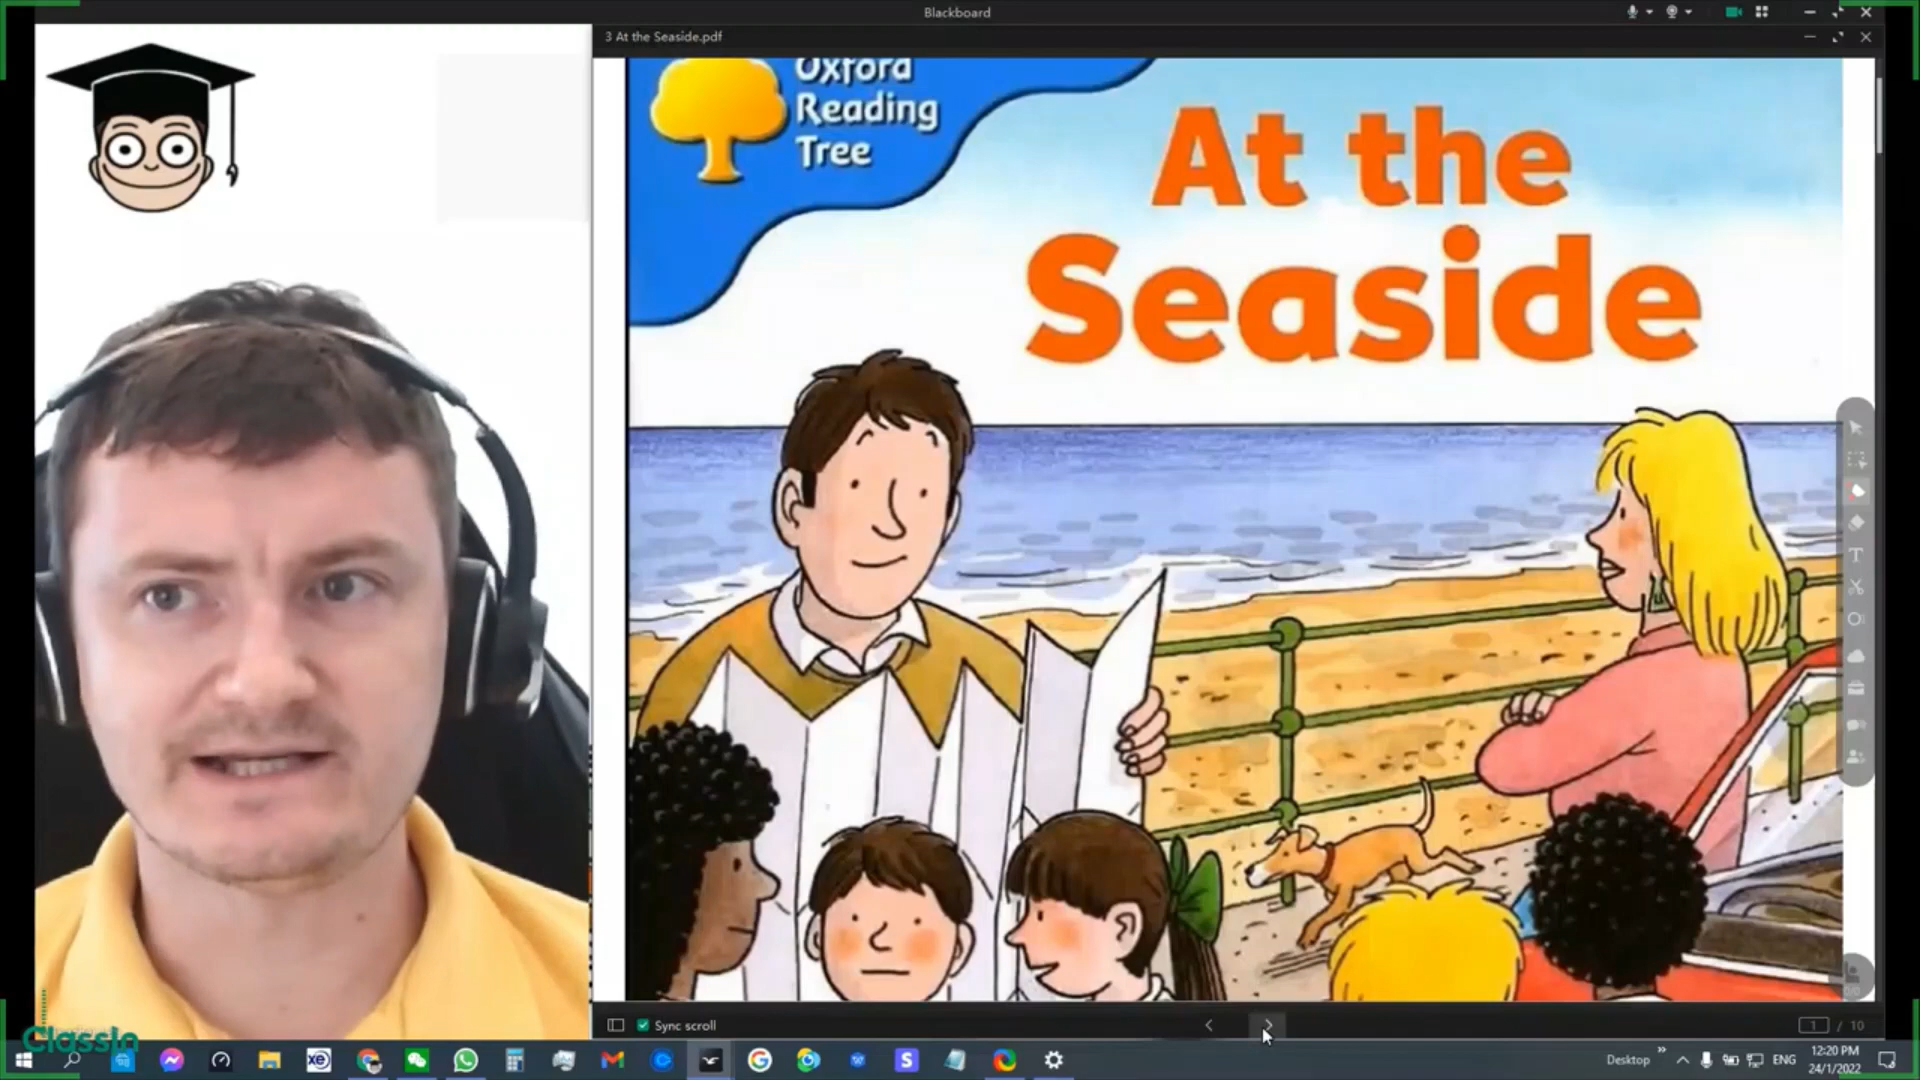 Blackboard
3 At the Seaside.pdf
Oxford
Reading
Tree
At the
Seaside
T
Sync scroll
1 / 10
ClassIn
xe
S
Desktop
ENG
12:20 PM
24/1/2022